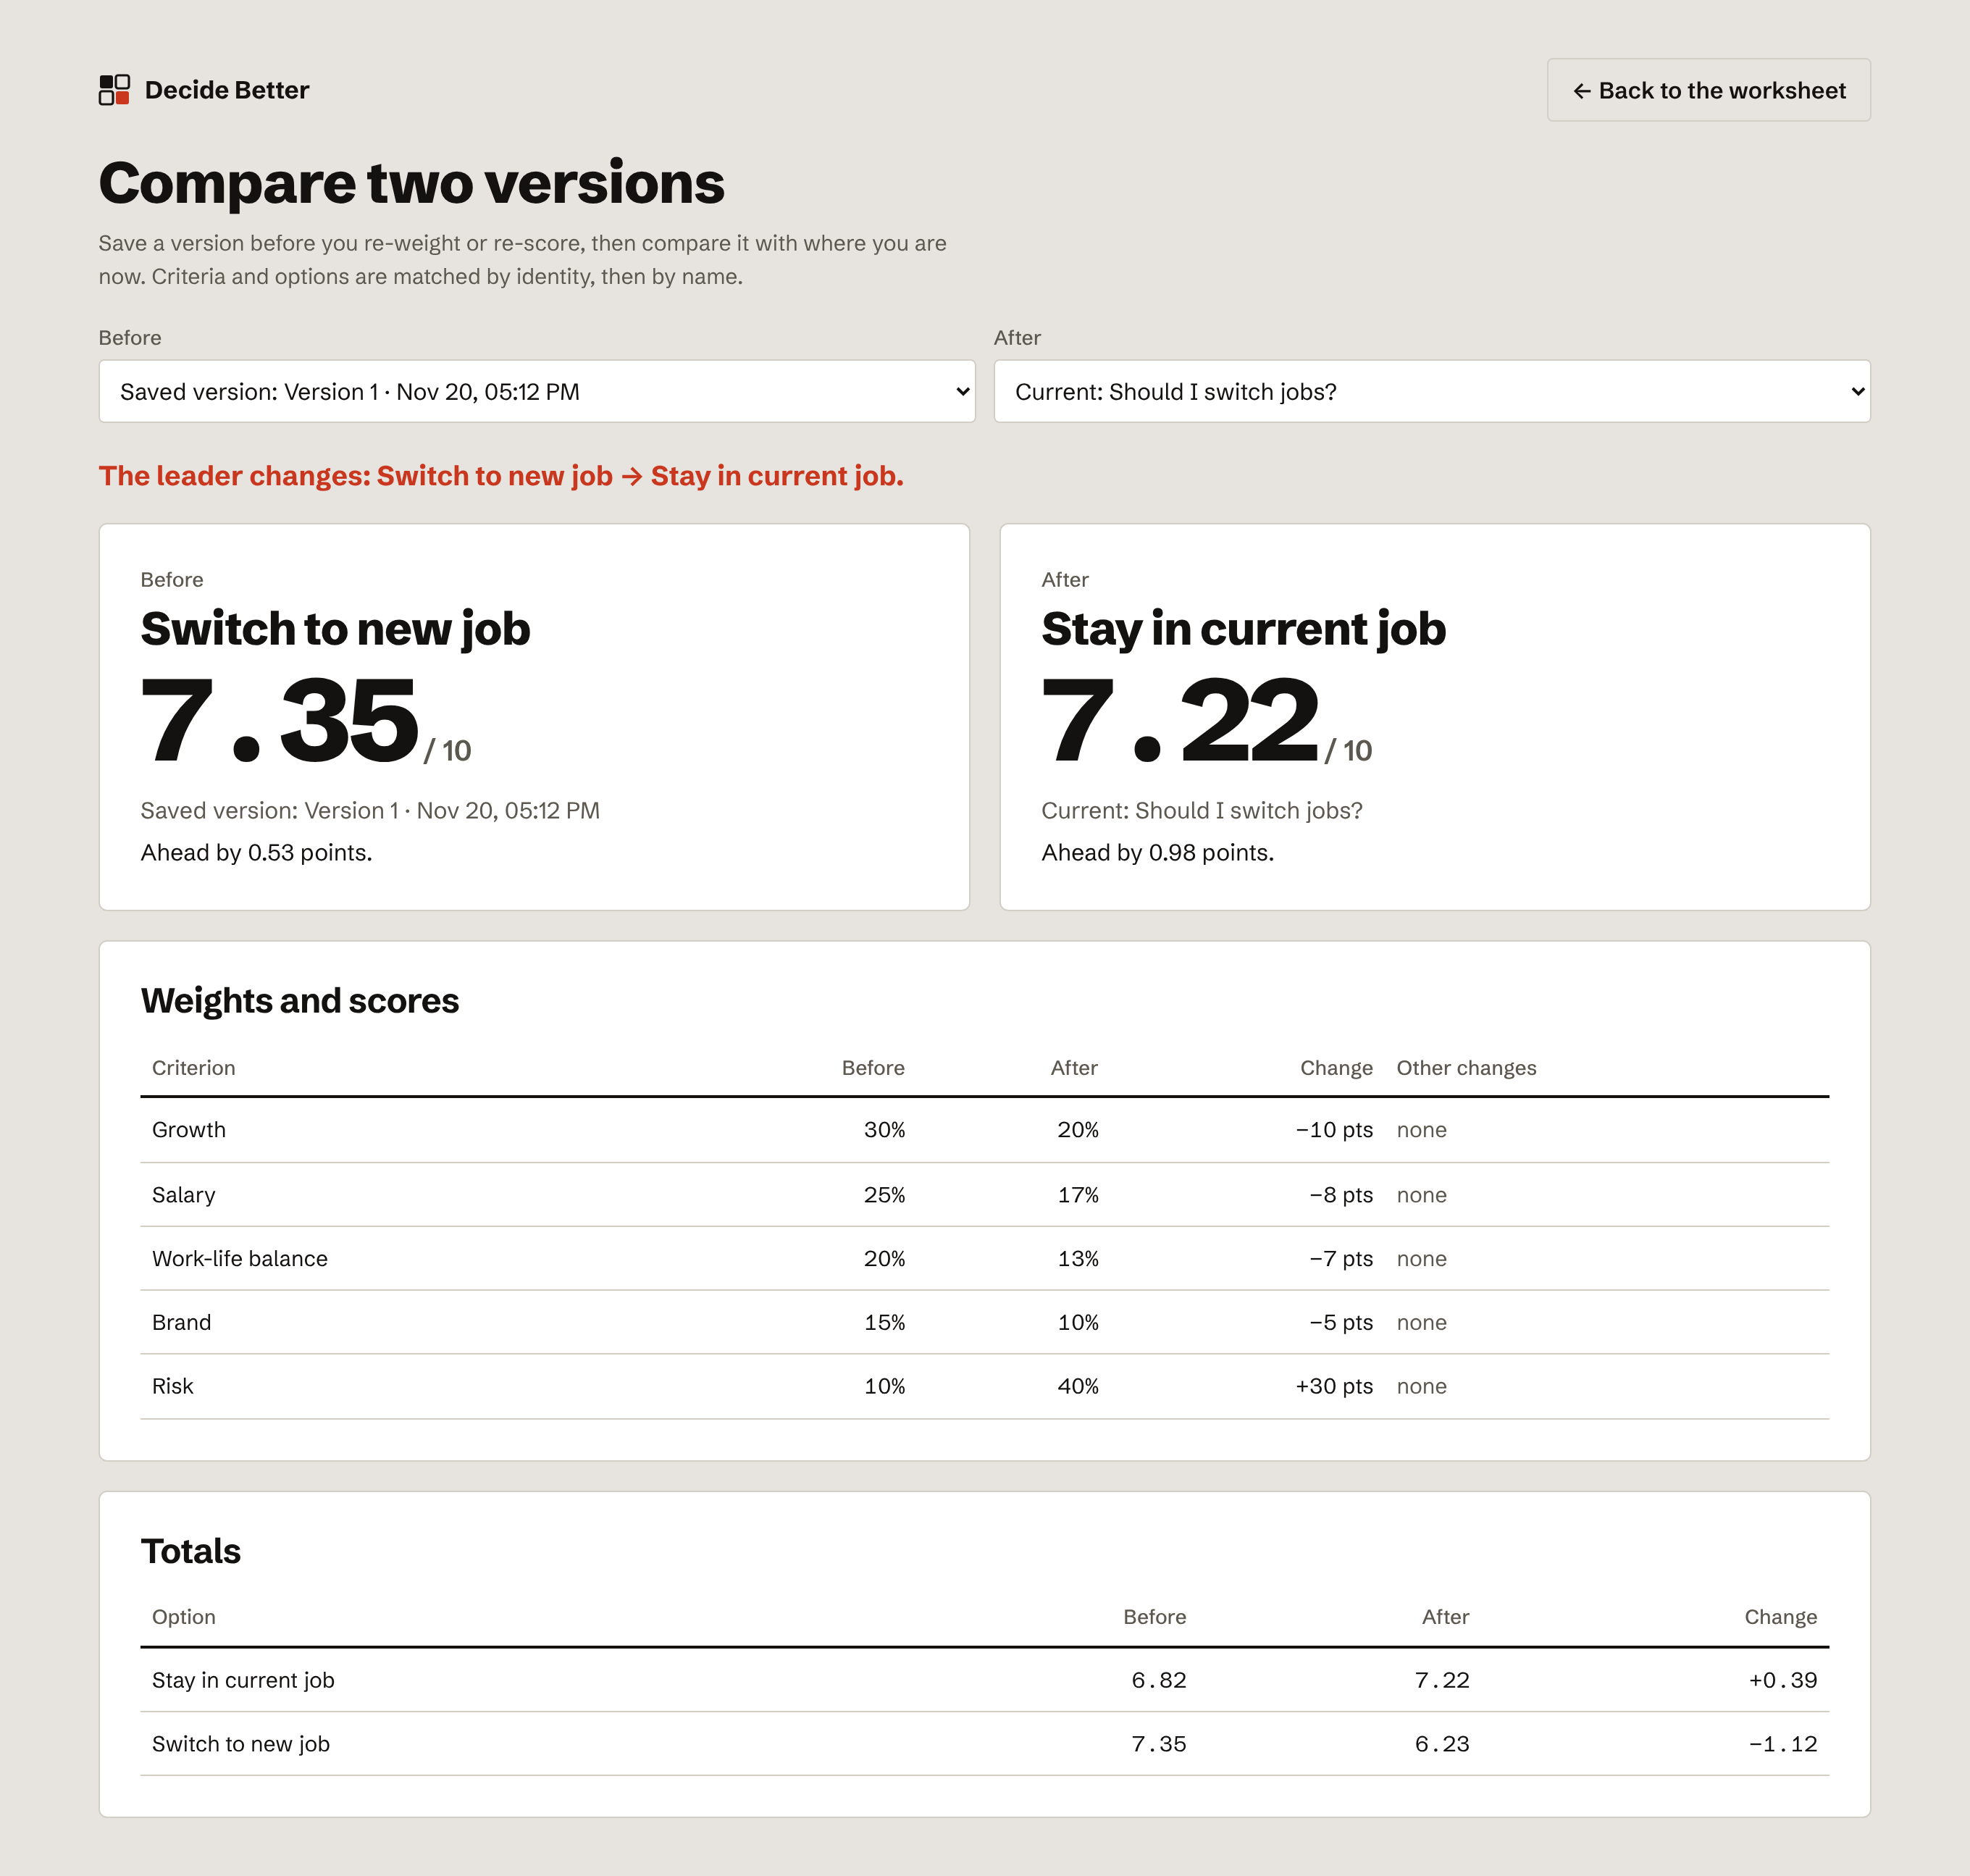 Decide Better
← Back to the worksheet
Compare two versions
Save a version before you re-weight or re-score, then compare it with where you are
now. Criteria and options are matched by identity, then by name.
Before
After
Saved version: Version 1 · Nov 20, 05:12 PM
Current: Should I switch jobs?
The leader changes: Switch to new job → Stay in current job.
Before
Switch to new job
7.35 / 10
Saved version: Version 1 · Nov 20, 05:12 PM
Ahead by 0.53 points.
After
Stay in current job
7.22 / 10
Current: Should I switch jobs?
Ahead by 0.98 points.
Weights and scores
Criterion Before After Change Other changes
Growth 30% 20% −10 pts none
Salary 25% 17% −8 pts none
Work-life balance 20% 13% −7 pts none
Brand 15% 10% −5 pts none
Risk 10% 40% +30 pts none
Totals
Option Before After Change
Stay in current job 6.82 7.22 +0.39
Switch to new job 7.35 6.23 −1.12